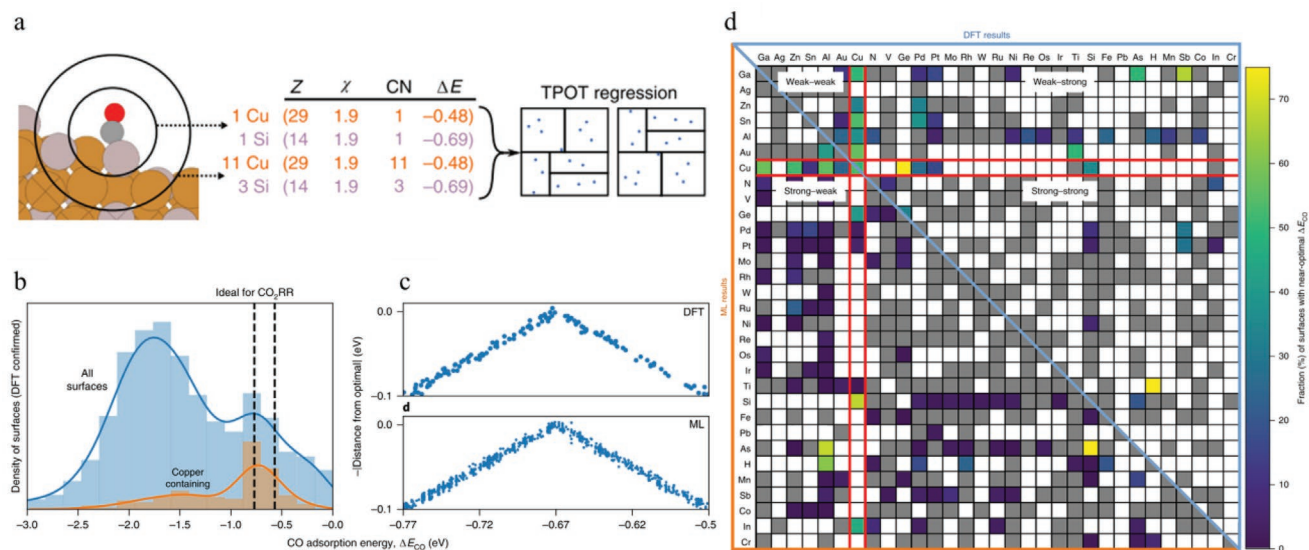 a
Z χ CN ΔE
1 Cu (29 1.9 1 −0.48)
1 Si (14 1.9 1 −0.69)
11 Cu (29 1.9 11 −0.48)
3 Si (14 1.9 3 −0.69)
TPOT regression
b
Ideal for CO₂RR
Density of surfaces (DFT confirmed)
All
surfaces
Copper
containing
-3.0 -2.5 -2.0 -1.5 -1.0 -0.5 0.0
c
DFT
0.0
-0.1
−|Distance from optimal| (eV)
d
ML
0.0
-0.1
-0.77 -0.72 -0.67 -0.62 -0.5
CO adsorption energy, ΔE_CO (eV)
d
DFT results
Ga Ag Zn Sn Al Au Cu N V Ge Pd Pt Mo Rh W Ru Ni Re Os Ir Ti Si Fe Pb As H Mn Sb Co In Cr
Weak–weak
Weak–strong
Strong–weak
Strong–strong
Ga
Ag
Zn
Sn
Al
Au
Cu
N
V
Ge
Pd
Pt
Mo
Rh
W
Ru
Ni
Re
Os
Ir
Ti
Si
Fe
Pb
As
H
Mn
Sb
Co
In
Cr
ML results
70
60
50
40
30
20
10
0
Fraction (%) of surfaces with near-optimal ΔE_CO